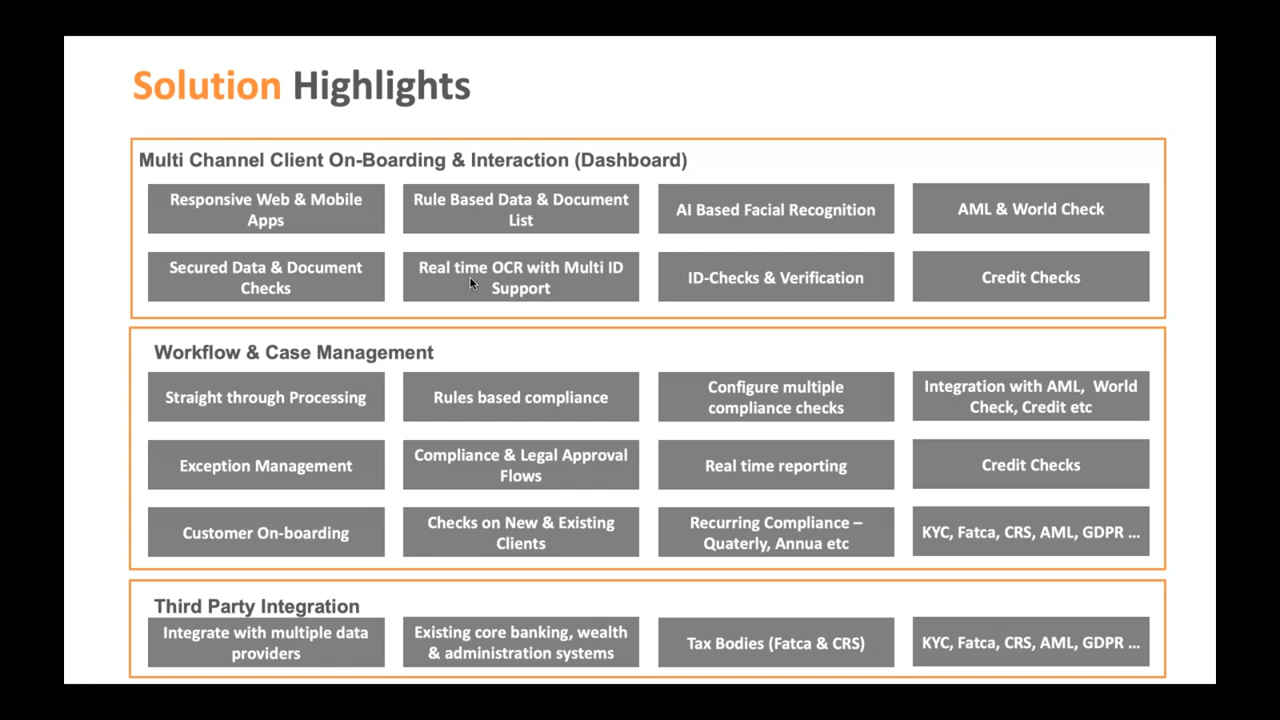 Solution Highlights
Multi Channel Client On-Boarding & Interaction (Dashboard)
Responsive Web & Mobile
Apps
Rule Based Data & Document
List
AI Based Facial Recognition
AML & World Check
Secured Data & Document
Checks
Real time OCR with Multi ID
Support
ID-Checks & Verification
Credit Checks
Workflow & Case Management
Straight through Processing
Rules based compliance
Configure multiple
compliance checks
Integration with AML, World
Check, Credit etc
Exception Management
Compliance & Legal Approval
Flows
Real time reporting
Credit Checks
Customer On-boarding
Checks on New & Existing
Clients
Recurring Compliance –
Quaterly, Annua etc
KYC, Fatca, CRS, AML, GDPR ...
Third Party Integration
Integrate with multiple data
providers
Existing core banking, wealth
& administration systems
Tax Bodies (Fatca & CRS)
KYC, Fatca, CRS, AML, GDPR ...